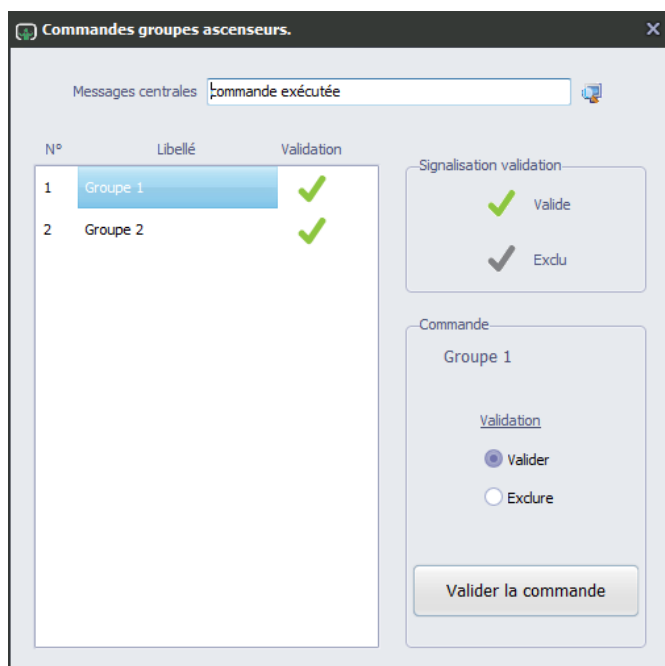 Commandes groupes ascenseurs.
Messages centrales commande exécutée
N° Libellé Validation
1 Groupe 1
2 Groupe 2
Signalisation validation
Valide
Exclu
Commande
Groupe 1
Validation
Valider
Exclure
Valider la commande